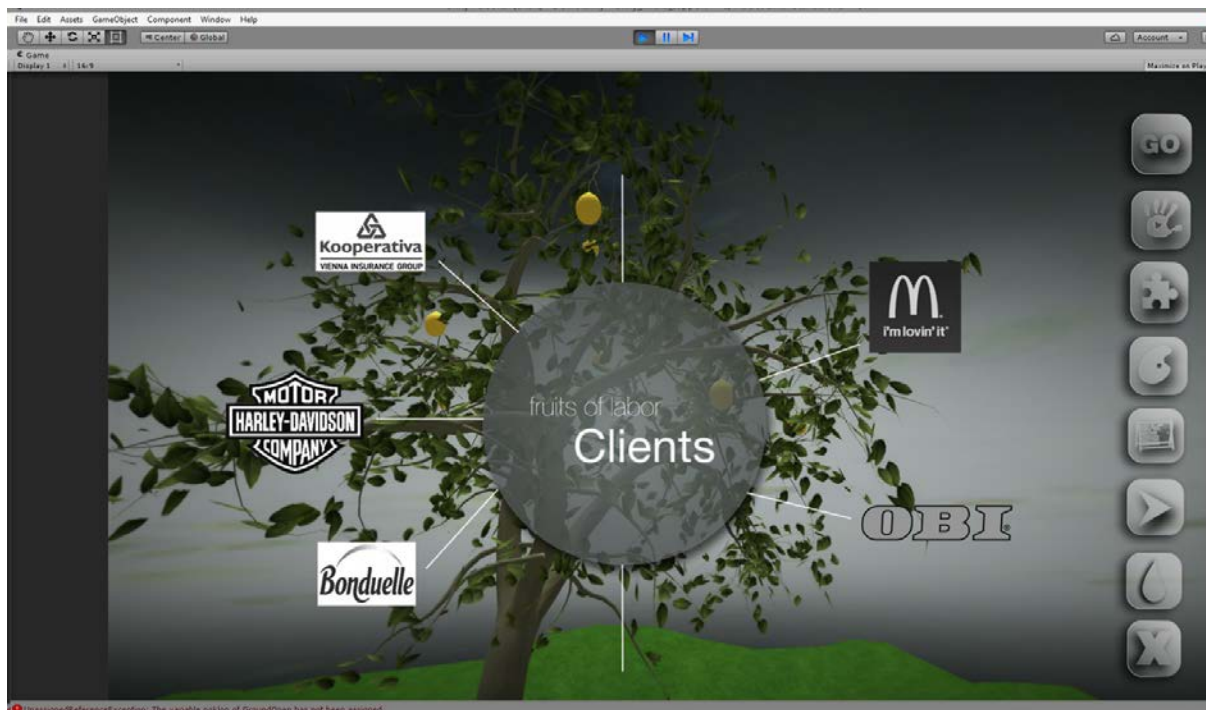 File Edit Assets GameObject Component Window Help
Center Global Account
Game
Display 1 16:9 Maximize on Play
GO
Kooperativa
VIENNA INSURANCE GROUP
M
i'm lovin' it®
MOTOR
HARLEY-DAVIDSON
COMPANY
fruits of labor
Clients
OBI®
Bonduelle
X